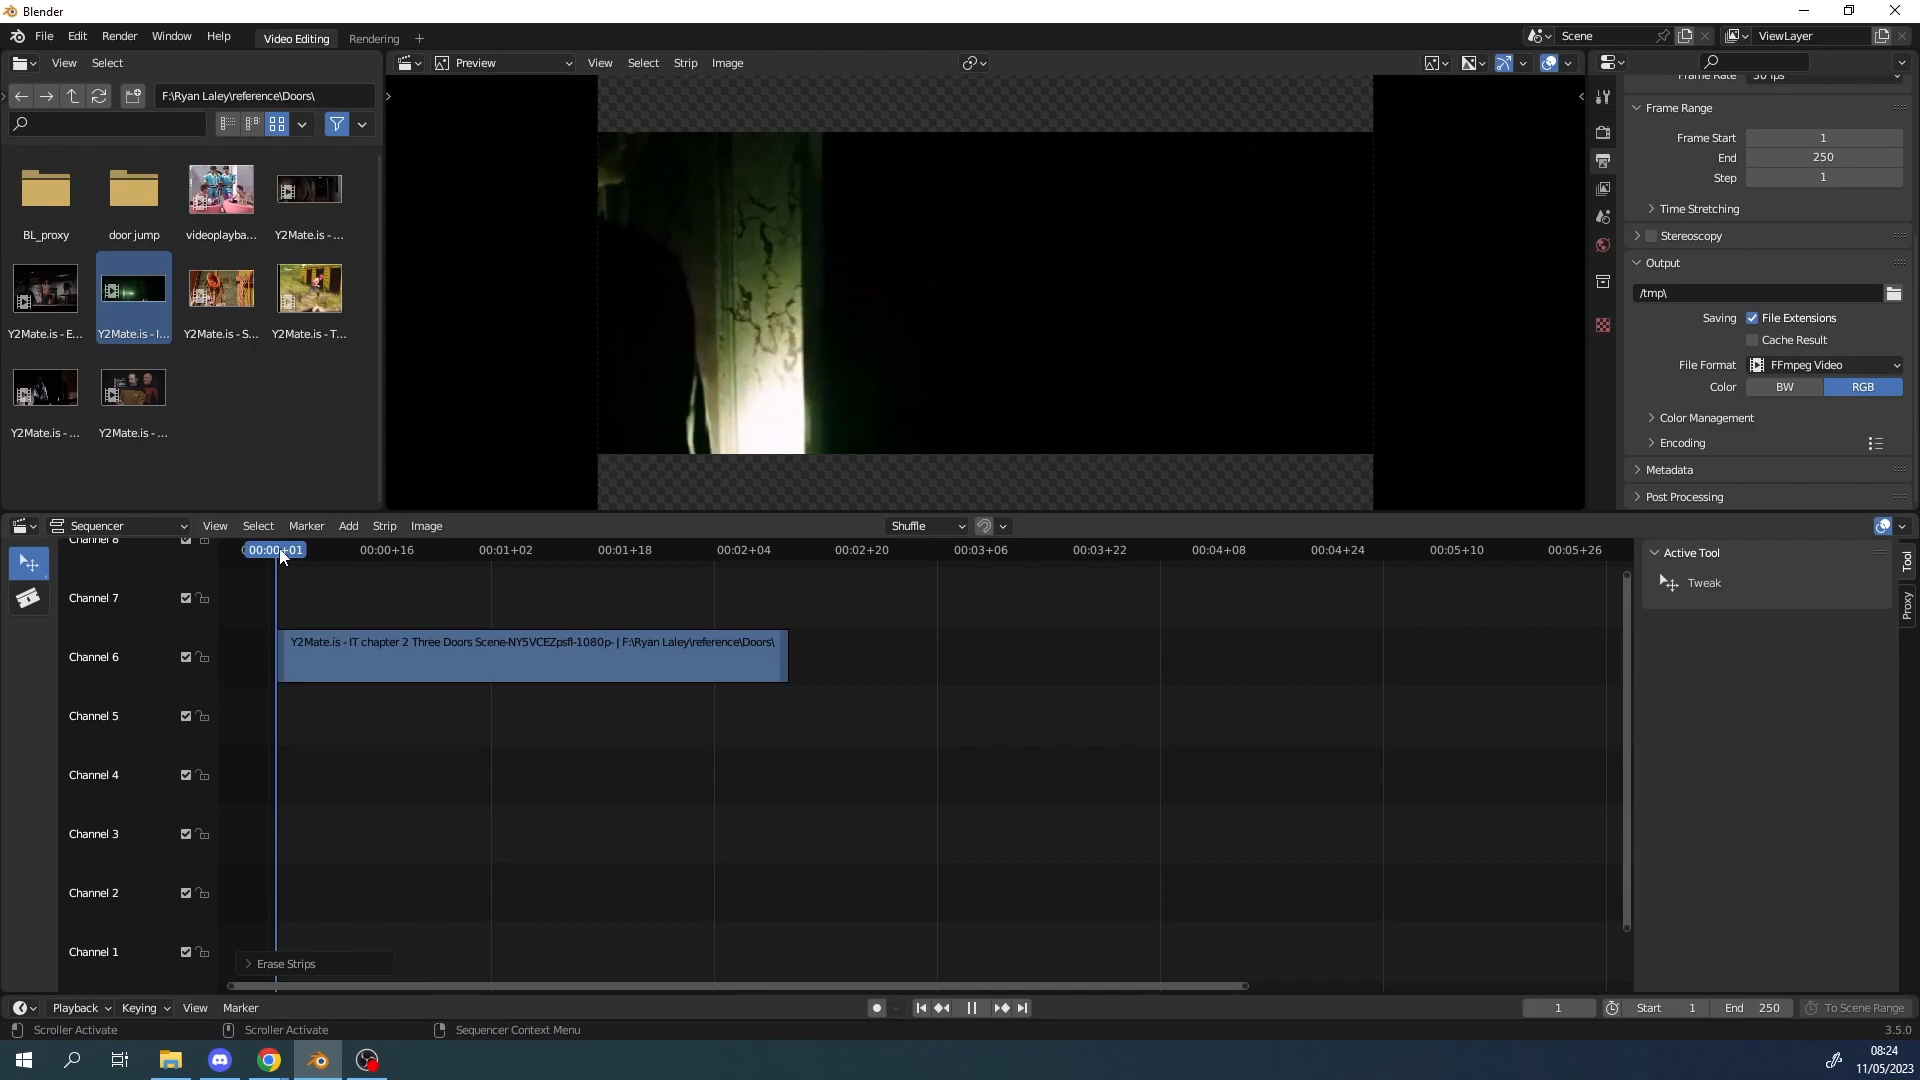 Blender
File Edit Render Window Help Video Editing Rendering + Scene ViewLayer
View Select Preview View Select Strip Image
F:\Ryan Laley\reference\Doors\
BL_proxy door jump videoplayba... Y2Mate.is - ...
Y2Mate.is - E... Y2Mate.is - I... Y2Mate.is - S... Y2Mate.is - T...
Y2Mate.is - ... Y2Mate.is - ...
Frame Rate 30 fps
Frame Range
Frame Start 1
End 250
Step 1
Time Stretching
Stereoscopy
Output
/tmp\
Saving File Extensions
Cache Result
File Format FFmpeg Video
Color BW RGB
Color Management
Encoding
Metadata
Post Processing
Sequencer View Select Marker Add Strip Image Shuffle
00:00+01 00:00+16 00:01+02 00:01+18 00:02+04 00:02+20 00:03+06 00:03+22 00:04+08 00:04+24 00:05+10 00:05+26
Channel 8
Channel 7
Channel 6
Y2Mate.is - IT chapter 2 Three Doors Scene-NY5VCEZpsfI-1080p- | F:\Ryan Laley\reference\Doors\
Channel 5
Channel 4
Channel 3
Channel 2
Channel 1
Erase Strips
Active Tool
Tweak
Tool
Proxy
Playback Keying View Marker 1 Start 1 End 250 To Scene Range
Scroller Activate Scroller Activate Sequencer Context Menu 3.5.0
08:24
11/05/2023